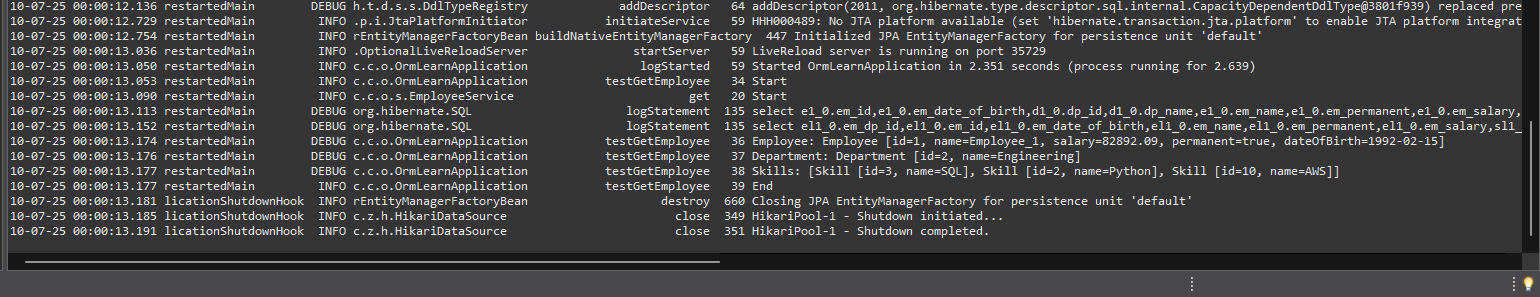 10-07-25 00:00:12.136 restartedMain DEBUG h.t.d.s.s.DdlTypeRegistry addDescriptor 64 addDescriptor(2011, org.hibernate.type.descriptor.sql.internal.CapacityDependentDdlType@3801f939) replaced pre
10-07-25 00:00:12.729 restartedMain INFO .p.i.JtaPlatformInitiator initiateService 59 HHH000489: No JTA platform available (set 'hibernate.transaction.jta.platform' to enable JTA platform integrat
10-07-25 00:00:12.754 restartedMain INFO rEntityManagerFactoryBean buildNativeEntityManagerFactory 447 Initialized JPA EntityManagerFactory for persistence unit 'default'
10-07-25 00:00:13.036 restartedMain INFO .OptionalLiveReloadServer startServer 59 LiveReload server is running on port 35729
10-07-25 00:00:13.050 restartedMain INFO c.c.o.OrmLearnApplication logStarted 59 Started OrmLearnApplication in 2.351 seconds (process running for 2.639)
10-07-25 00:00:13.053 restartedMain INFO c.c.o.OrmLearnApplication testGetEmployee 34 Start
10-07-25 00:00:13.090 restartedMain INFO c.c.o.s.EmployeeService get 20 Start
10-07-25 00:00:13.113 restartedMain DEBUG org.hibernate.SQL logStatement 135 select e1_0.em_id,e1_0.em_date_of_birth,d1_0.dp_id,d1_0.dp_name,e1_0.em_name,e1_0.em_permanent,e1_0.em_salary,
10-07-25 00:00:13.152 restartedMain DEBUG org.hibernate.SQL logStatement 135 select el1_0.em_dp_id,el1_0.em_id,el1_0.em_date_of_birth,el1_0.em_name,el1_0.em_permanent,el1_0.em_salary,sl1_
10-07-25 00:00:13.174 restartedMain DEBUG c.c.o.OrmLearnApplication testGetEmployee 36 Employee: Employee [id=1, name=Employee_1, salary=82892.09, permanent=true, dateOfBirth=1992-02-15]
10-07-25 00:00:13.176 restartedMain DEBUG c.c.o.OrmLearnApplication testGetEmployee 37 Department: Department [id=2, name=Engineering]
10-07-25 00:00:13.177 restartedMain DEBUG c.c.o.OrmLearnApplication testGetEmployee 38 Skills: [Skill [id=3, name=SQL], Skill [id=2, name=Python], Skill [id=10, name=AWS]]
10-07-25 00:00:13.177 restartedMain INFO c.c.o.OrmLearnApplication testGetEmployee 39 End
10-07-25 00:00:13.181 licationShutdownHook INFO rEntityManagerFactoryBean destroy 660 Closing JPA EntityManagerFactory for persistence unit 'default'
10-07-25 00:00:13.185 licationShutdownHook INFO c.z.h.HikariDataSource close 349 HikariPool-1 - Shutdown initiated...
10-07-25 00:00:13.191 licationShutdownHook INFO c.z.h.HikariDataSource close 351 HikariPool-1 - Shutdown completed.